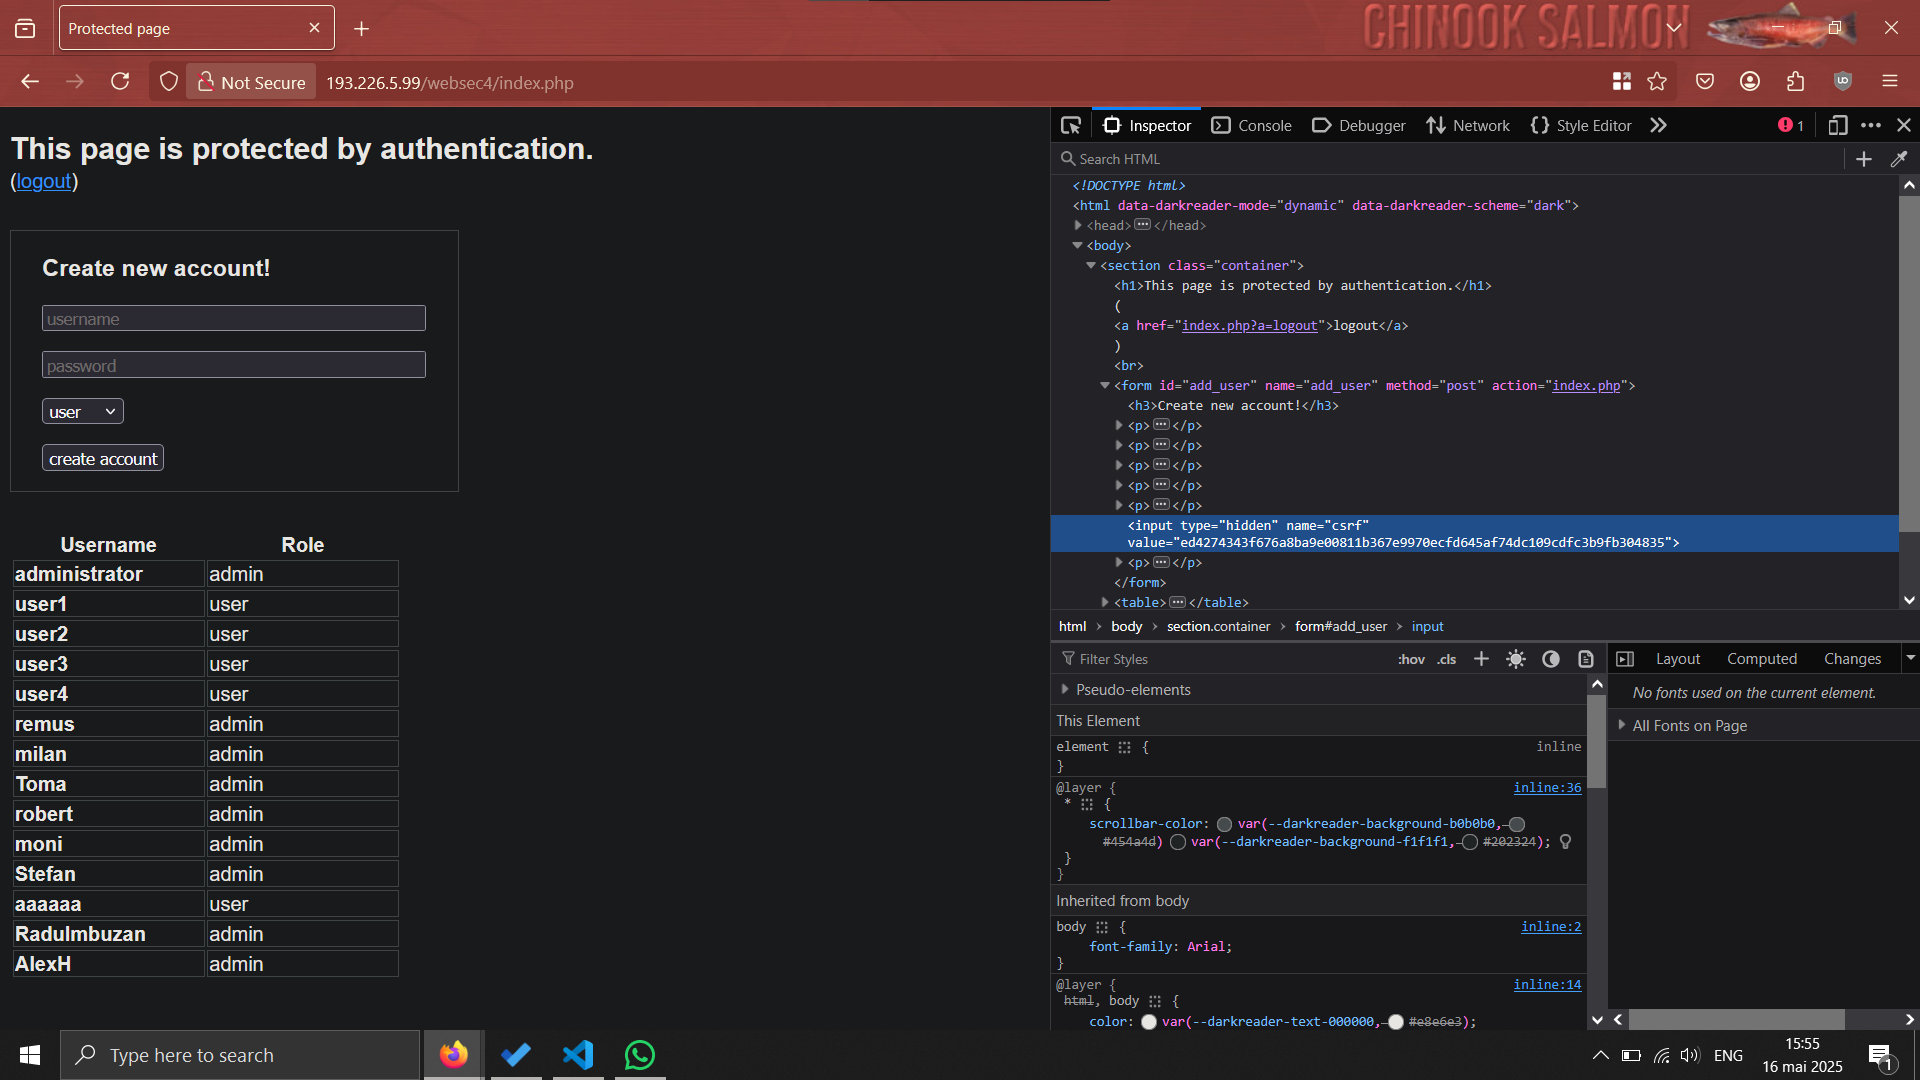 Protected page
CHINOOK SALMON
Not Secure
193.226.5.99/websec4/index.php
This page is protected by authentication.
(logout)
Create new account!
username
password
user
create account
Username Role
administrator admin
user1 user
user2 user
user3 user
user4 user
remus admin
milan admin
Toma admin
robert admin
moni admin
Stefan admin
aaaaaa user
RaduImbuzan admin
AlexH admin
Inspector Console Debugger Network Style Editor 1
Search HTML
<!DOCTYPE html>
<html data-darkreader-mode="dynamic" data-darkreader-scheme="dark">
<head> </head>
<body>
<section class="container">
<h1>This page is protected by authentication.</h1>
(
<a href="index.php?a=logout">logout</a>
)
<br>
<form id="add_user" name="add_user" method="post" action="index.php">
<h3>Create new account!</h3>
<p> </p>
<p> </p>
<p> </p>
<p> </p>
<p> </p>
<input type="hidden" name="csrf"
value="ed4274343f676a8ba9e00811b367e9970ecfd645af74dc109cdfc3b9fb304835">
<p> </p>
</form>
<table> </table>
html body section.container form#add_user input
Filter Styles :hov .cls
Pseudo-elements
This Element
element { inline
}
@layer { inline:36
* {
scrollbar-color: var(--darkreader-background-b0b0b0,
#454a4d) var(--darkreader-background-f1f1f1, #202324);
}
}
Inherited from body
body { inline:2
font-family: Arial;
}
@layer { inline:14
html, body {
color: var(--darkreader-text-000000, #e8e6e3);
Layout Computed Changes
No fonts used on the current element.
All Fonts on Page
Type here to search
ENG
15:55
16 mai 2025
1